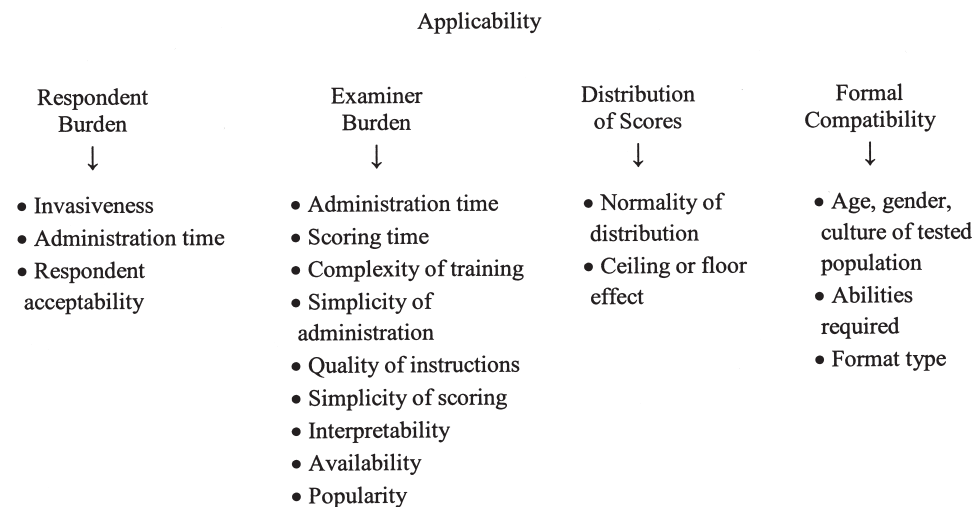 Applicability
Respondent
Burden
↓
• Invasiveness
• Administration time
• Respondent
acceptability
Examiner
Burden
↓
• Administration time
• Scoring time
• Complexity of training
• Simplicity of
administration
• Quality of instructions
• Simplicity of scoring
• Interpretability
• Availability
• Popularity
Distribution
of Scores
↓
• Normality of
distribution
• Ceiling or floor
effect
Formal
Compatibility
↓
• Age, gender,
culture of tested
population
• Abilities
required
• Format type